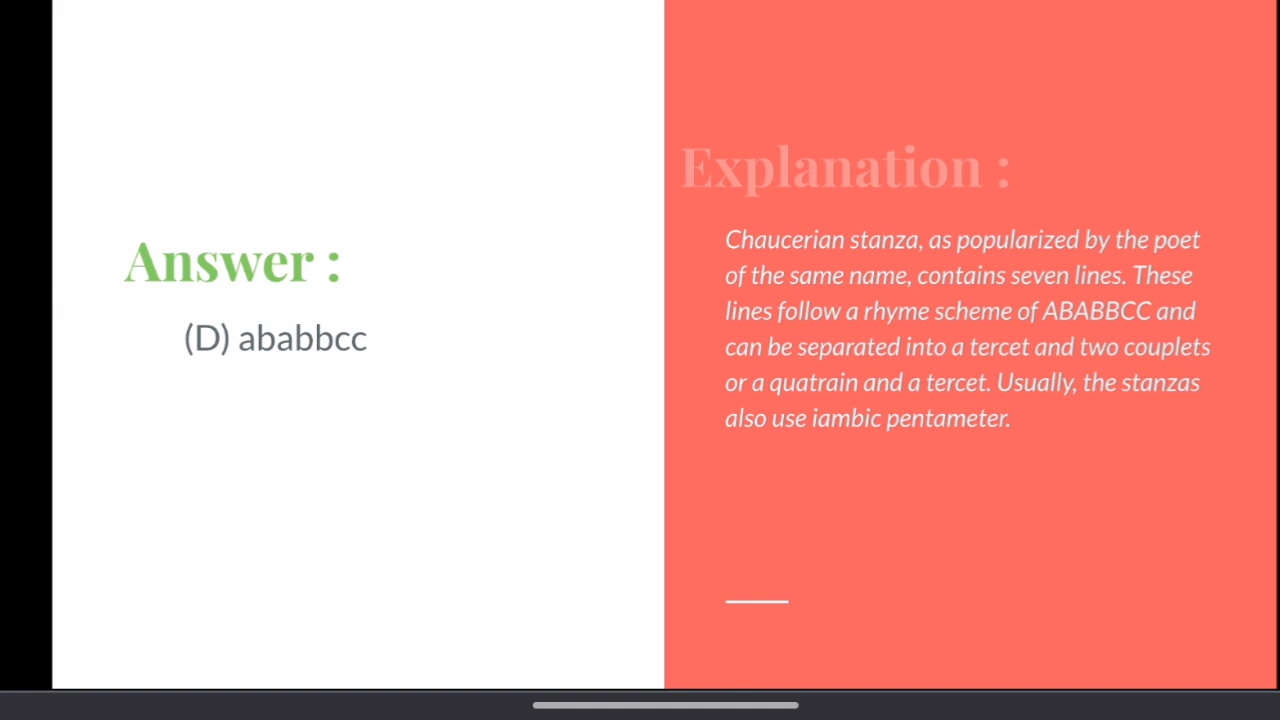 Answer :
(D) ababbcc
Explanation :
Chaucerian stanza, as popularized by the poet
of the same name, contains seven lines. These
lines follow a rhyme scheme of ABABBCC and
can be separated into a tercet and two couplets
or a quatrain and a tercet. Usually, the stanzas
also use iambic pentameter.